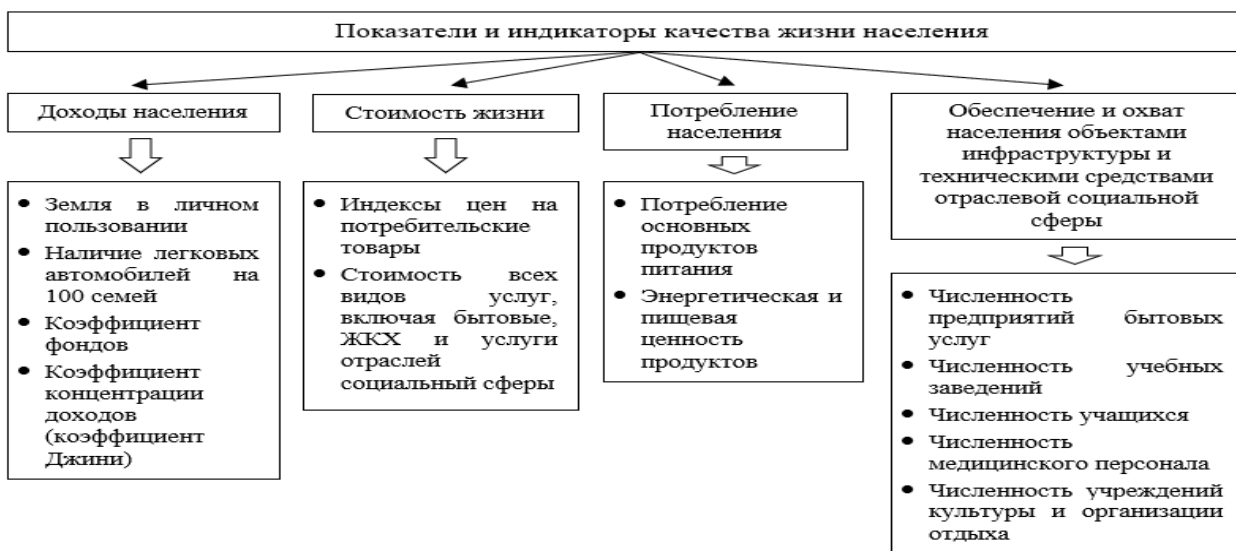 Показатели и индикаторы качества жизни населения
Доходы населения
Земля в личном
пользовании
Наличие легковых
автомобилей на
100 семей
Коэффициент
фондов
Коэффициент
концентрации
доходов
(коэффициент
Джини)
Стоимость жизни
Индексы цен на
потребительские
товары
Стоимость всех
видов услуг,
включая бытовые,
ЖКХ и услуги
отраслей
социальный сферы
Потребление
населения
Потребление
основных
продуктов
питания
Энергетическая и
пищевая
ценность
продуктов
Обеспечение и охват
населения объектами
инфраструктуры и
техническими средствами
отраслевой социальной
сферы
Численность
предприятий бытовых
услуг
Численность учебных
заведений
Численность учащихся
Численность
медицинского персонала
Численность учреждений
культуры и организации
отдыха